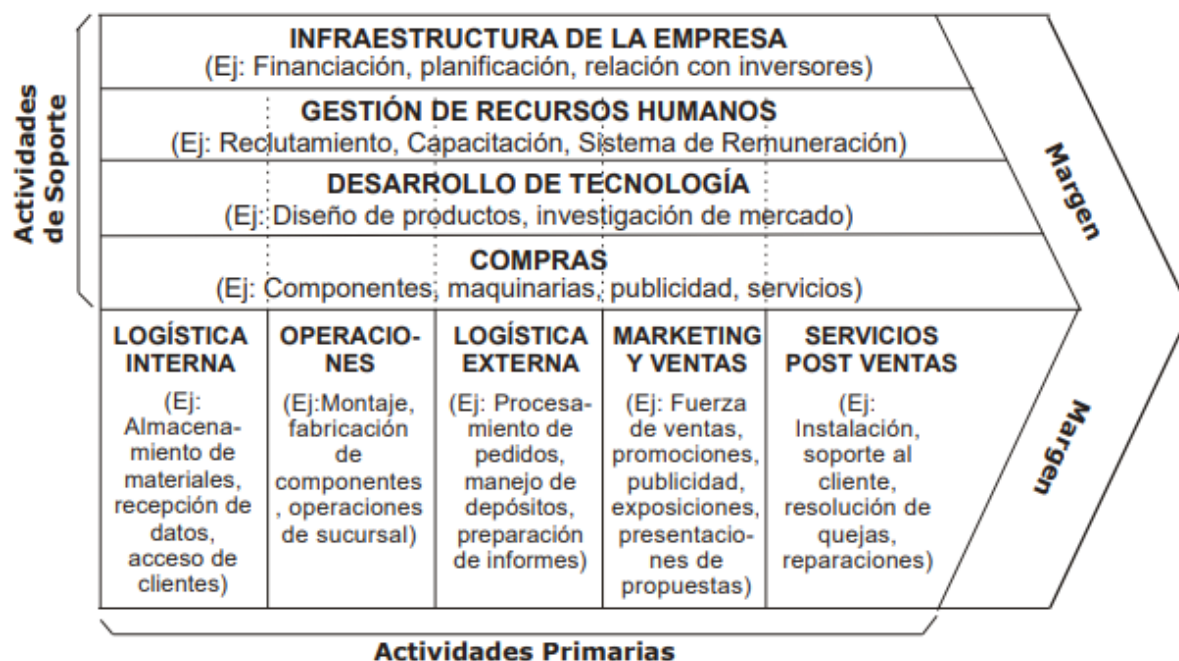 Actividades
de Soporte
INFRAESTRUCTURA DE LA EMPRESA
(Ej: Financiación, planificación, relación con inversores)
GESTIÓN DE RECURSOS HUMANOS
(Ej: Reclutamiento, Capacitación, Sistema de Remuneración)
DESARROLLO DE TECNOLOGÍA
(Ej: Diseño de productos, investigación de mercado)
COMPRAS
(Ej: Componentes, maquinarias, publicidad, servicios)
LOGÍSTICA
INTERNA
(Ej:
Almacena-
miento de
materiales,
recepción de
datos,
acceso de
clientes)
OPERACIO-
NES
(Ej:Montaje,
fabricación
de
componentes
, operaciones
de sucursal)
LOGÍSTICA
EXTERNA
(Ej: Procesa-
miento de
pedidos,
manejo de
depósitos,
preparación
de informes)
MARKETING
Y VENTAS
(Ej: Fuerza
de ventas,
promociones,
publicidad,
exposiciones,
presentacio-
nes de
propuestas)
SERVICIOS
POST VENTAS
(Ej:
Instalación,
soporte al
cliente,
resolución de
quejas,
reparaciones)
Margen
Margen
Actividades Primarias